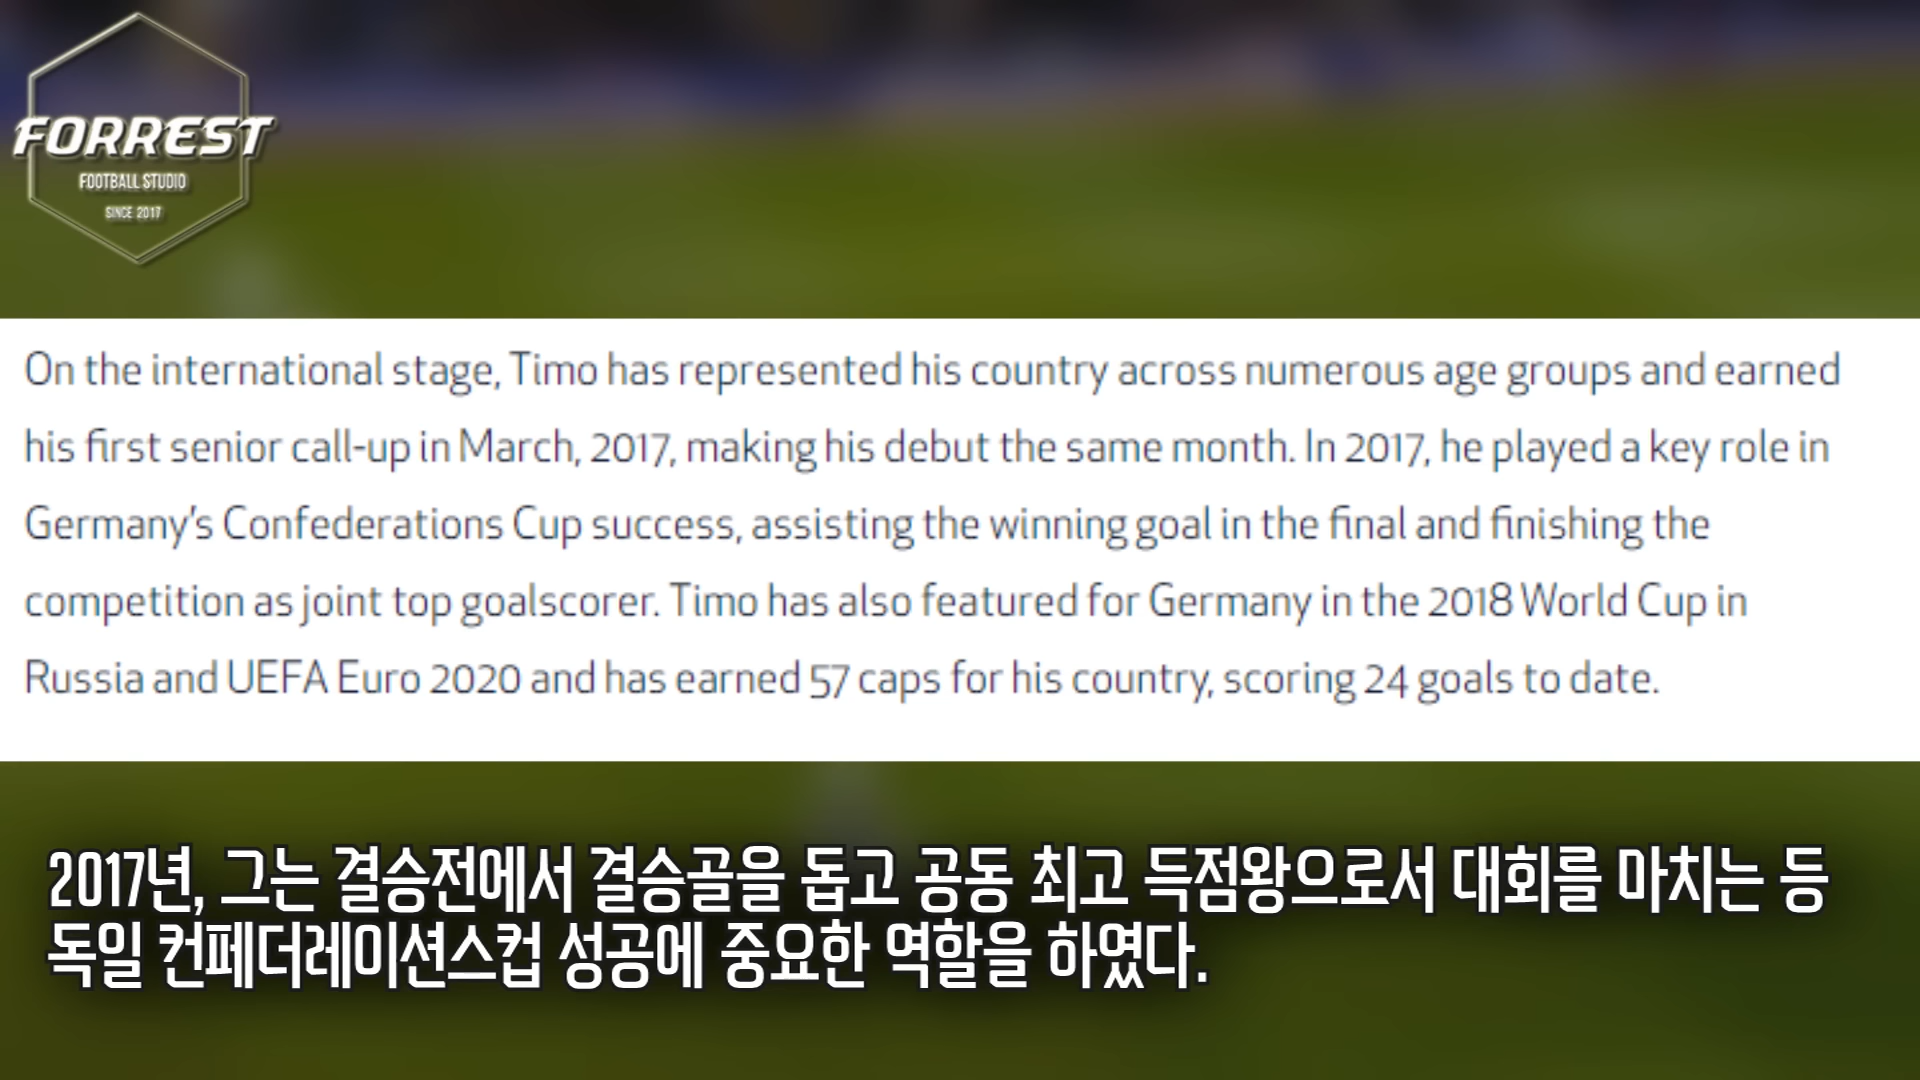 FORREST
FOOTBALL STUDIO
SINCE 2017
On the international stage, Timo has represented his country across numerous age groups and earned
his first senior call-up in March, 2017, making his debut the same month. In 2017, he played a key role in
Germany's Confederations Cup success, assisting the winning goal in the final and finishing the
competition as joint top goalscorer. Timo has also featured for Germany in the 2018 World Cup in
Russia and UEFA Euro 2020 and has earned 57 caps for his country, scoring 24 goals to date.
2017년, 그는 결승전에서 결승골을 돕고 공동 최고 득점왕으로서 대회를 마치는 등
독일 컨페더레이션스컵 성공에 중요한 역할을 하였다.